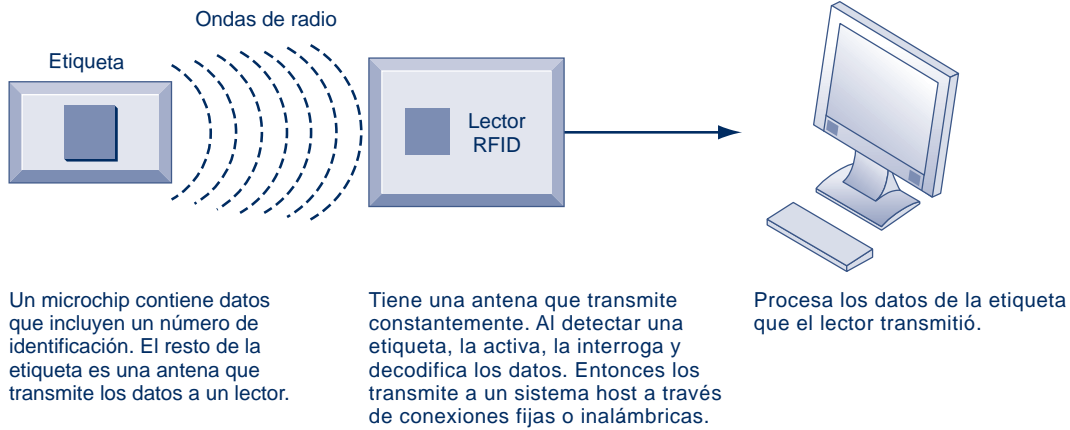 Ondas de radio
Etiqueta
Lector
RFID
Un microchip contiene datos
que incluyen un número de
identificación. El resto de la
etiqueta es una antena que
transmite los datos a un lector.
Tiene una antena que transmite
constantemente. Al detectar una
etiqueta, la activa, la interroga y
decodifica los datos. Entonces los
transmite a un sistema host a través
de conexiones fijas o inalámbricas.
Procesa los datos de la etiqueta
que el lector transmitió.